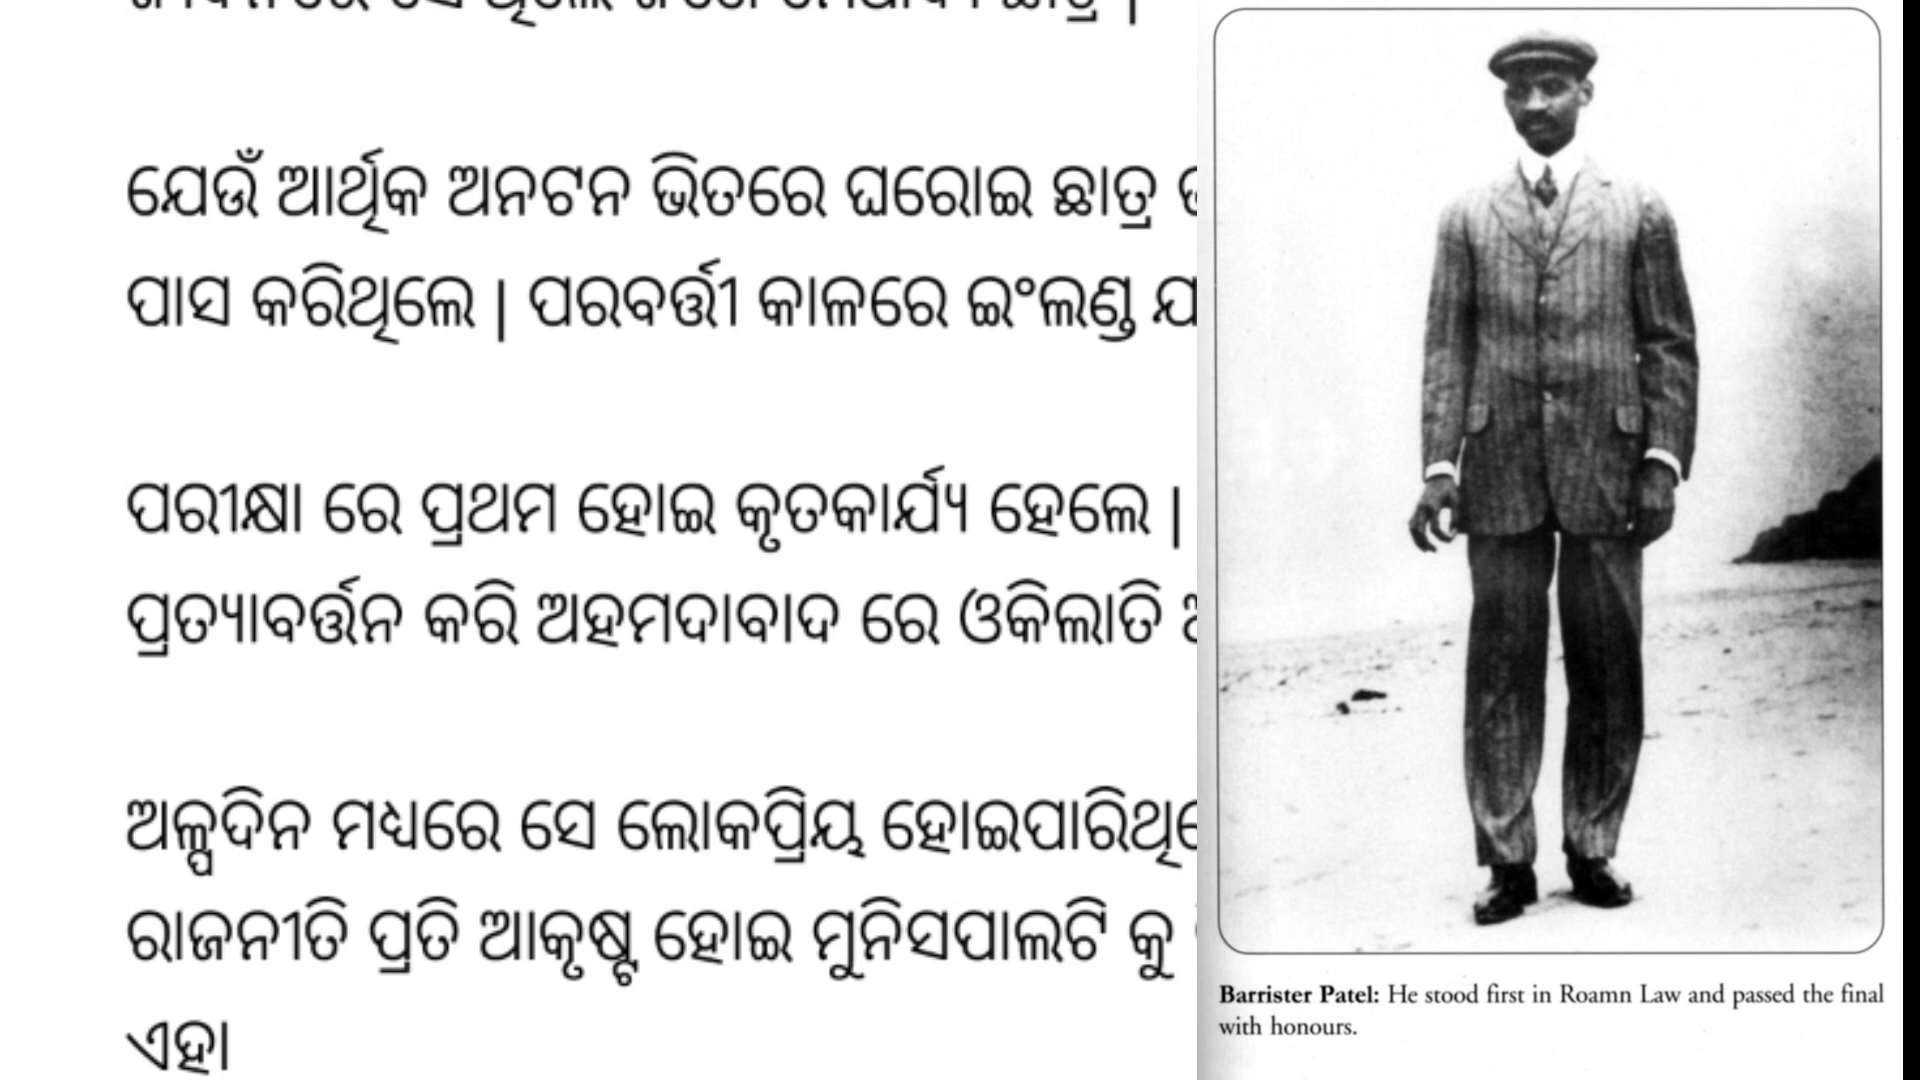 ଯେଉଁ ଆର୍ଥିକ ଅନଟନ ଭିତରେ ଘରୋଇ ଛାତ୍ର
ପାସ କରିଥିଲେ | ପରବର୍ତ୍ତୀ କାଳରେ ଇଂଲଣ୍ଡ
ପରୀକ୍ଷା ରେ ପ୍ରଥମ ହୋଇ କୃତକାର୍ଯ୍ୟ ହେଲେ |
ପ୍ରତ୍ୟାବର୍ତ୍ତନ କରି ଅହମଦାବାଦ ରେ ଓକିଲାତି
ଅଳ୍ପଦିନ ମଧ୍ୟରେ ସେ ଲୋକପ୍ରିୟ
ରାଜନୀତି ପ୍ରତି ଆକୃଷ୍ଟ ହୋଇ ମୁନିସପାଲଟି କୁ
ଏହା
Barrister Patel: He stood first in Roamn Law and passed the final
with honours.